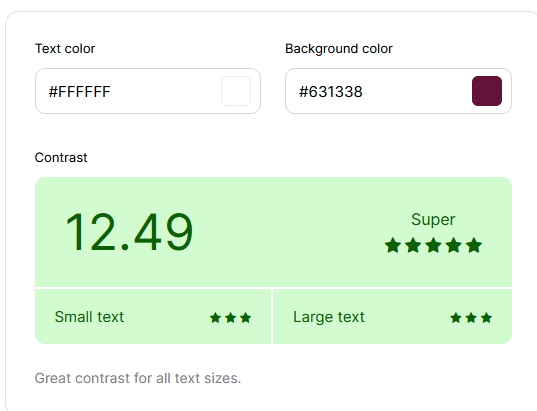 Text color
Background color
#FFFFFF
#631338
Contrast
12.49
Super
Small text
Large text
Great contrast for all text sizes.